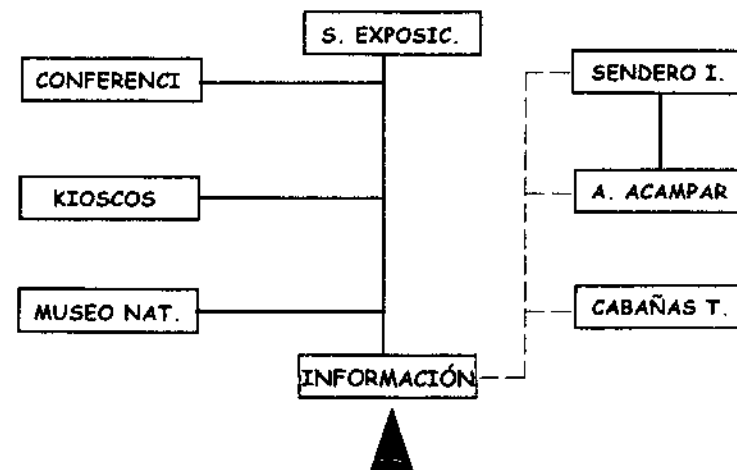 S. EXPOSIC.
CONFERENCI
SENDERO I.
KIOSCOS
A. ACAMPAR
MUSEO NAT.
CABAÑAS T.
INFORMACIÓN